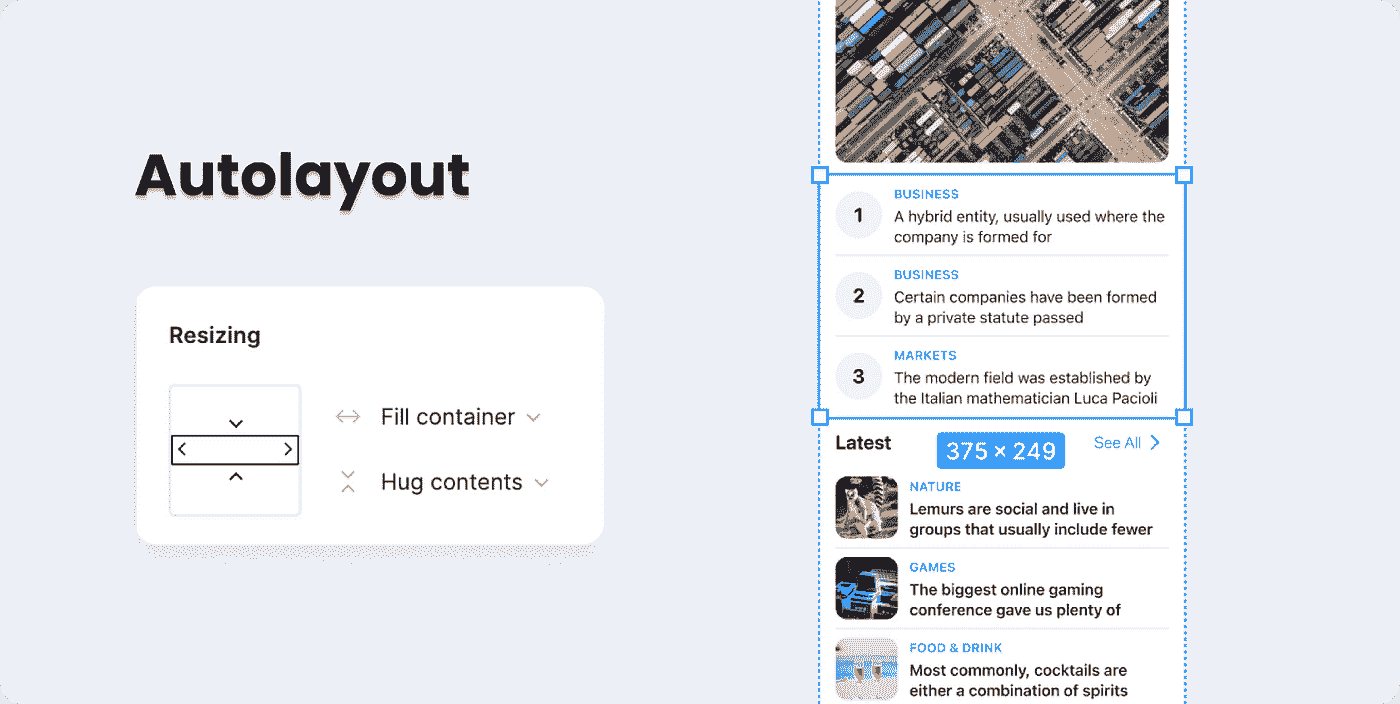 Autolayout
Resizing
Fill container
Hug contents
1
BUSINESS
A hybrid entity, usually used where the
company is formed for
2
BUSINESS
Certain companies have been formed
by a private statute passed
3
MARKETS
The modern field was established by
the Italian mathematician Luca Pacioli
Latest
375 × 249
See All
NATURE
Lemurs are social and live in
groups that usually include fewer
GAMES
The biggest online gaming
conference gave us plenty of
FOOD & DRINK
Most commonly, cocktails are
either a combination of spirits